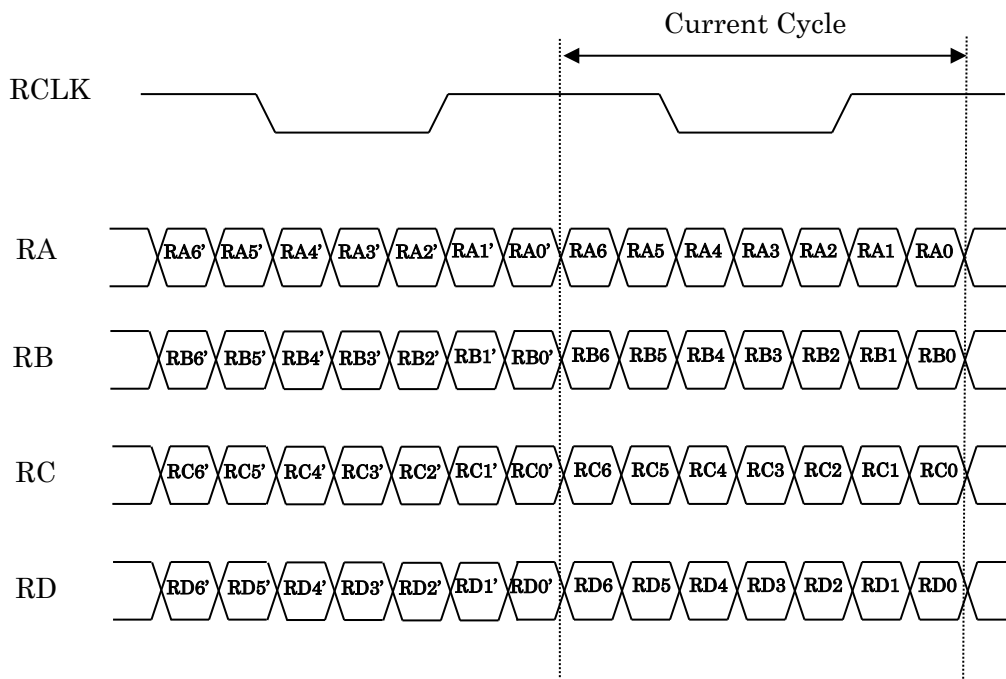 Current Cycle
RCLK
RA RA6' RA5' RA4' RA3' RA2' RA1' RA0' RA6 RA5 RA4 RA3 RA2 RA1 RA0
RB RB6' RB5' RB4' RB3' RB2' RB1' RB0' RB6 RB5 RB4 RB3 RB2 RB1 RB0
RC RC6' RC5' RC4' RC3' RC2' RC1' RC0' RC6 RC5 RC4 RC3 RC2 RC1 RC0
RD RD6' RD5' RD4' RD3' RD2' RD1' RD0' RD6 RD5 RD4 RD3 RD2 RD1 RD0